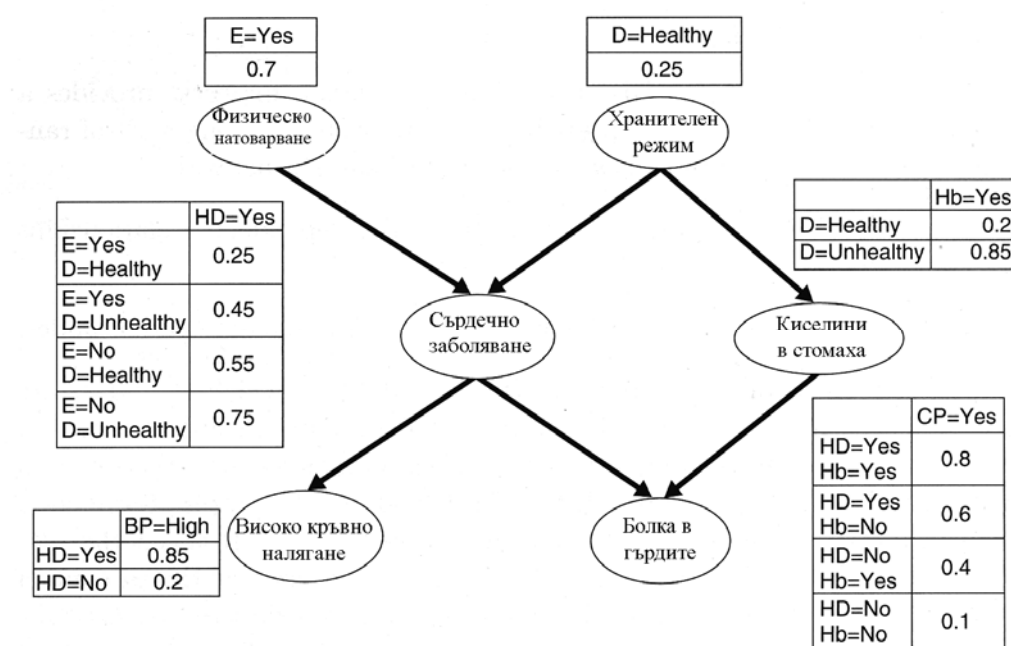 E=Yes
0.7
D=Healthy
0.25
Физическо
натоварване
Хранителен
режим
Hb=Yes
D=Healthy 0.2
D=Unhealthy 0.85
HD=Yes
E=Yes
D=Healthy
0.25
E=Yes
D=Unhealthy
0.45
E=No
D=Healthy
0.55
E=No
D=Unhealthy
0.75
Сърдечно
заболяване
Киселини
в стомаха
CP=Yes
HD=Yes
Hb=Yes
0.8
HD=Yes
Hb=No
0.6
HD=No
Hb=Yes
0.4
HD=No
Hb=No
0.1
BP=High
HD=Yes 0.85
HD=No 0.2
Високо кръвно
налягане
Болка в
гърдите